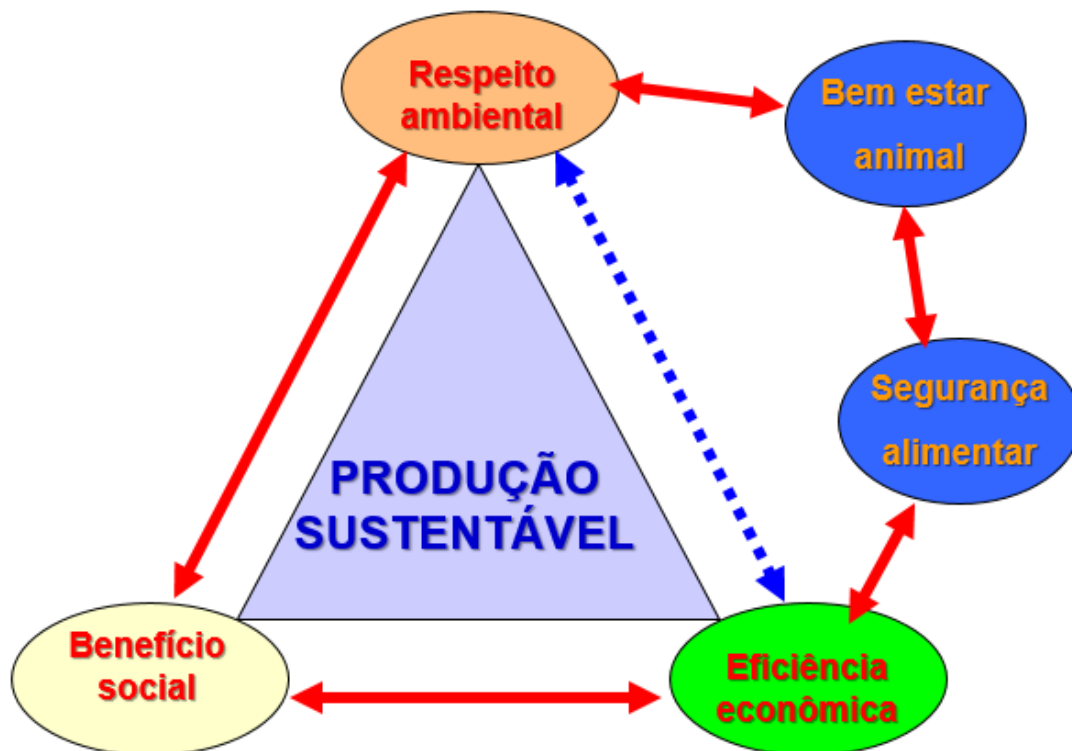 Respeito
ambiental
Bem estar
animal
Segurança
alimentar
PRODUÇÃO
SUSTENTÁVEL
Benefício
social
Eficiência
econômica